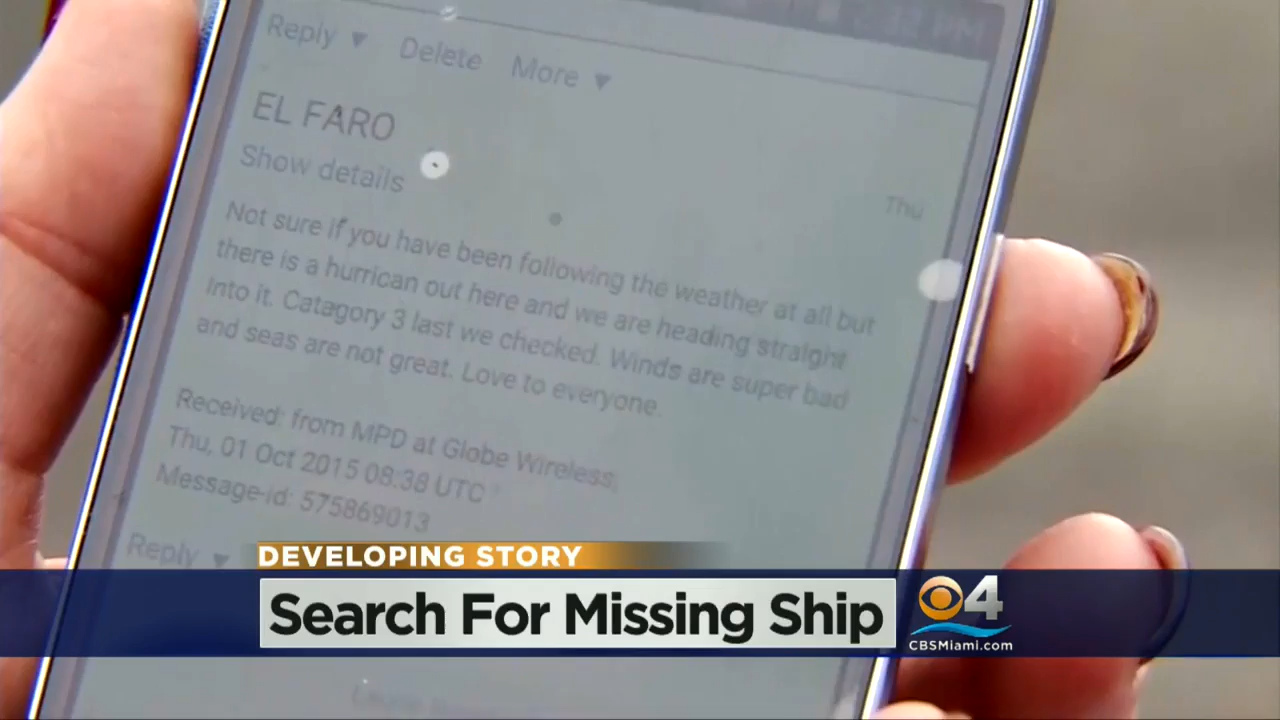 Reply ▼ Delete More ▼
EL FARO
Show details
Thu
Not sure if you have been following the weather at all but
there is a hurrican out here and we are heading straight
into it. Catagory 3 last we checked. Winds are super bad
and seas are not great. Love to everyone.
Received: from MPD at Globe Wireless;
Thu, 01 Oct 2015 08:38 UTC
Message-id: 575869013
Reply ▼
DEVELOPING STORY
Search For Missing Ship
4
CBSMiami.com